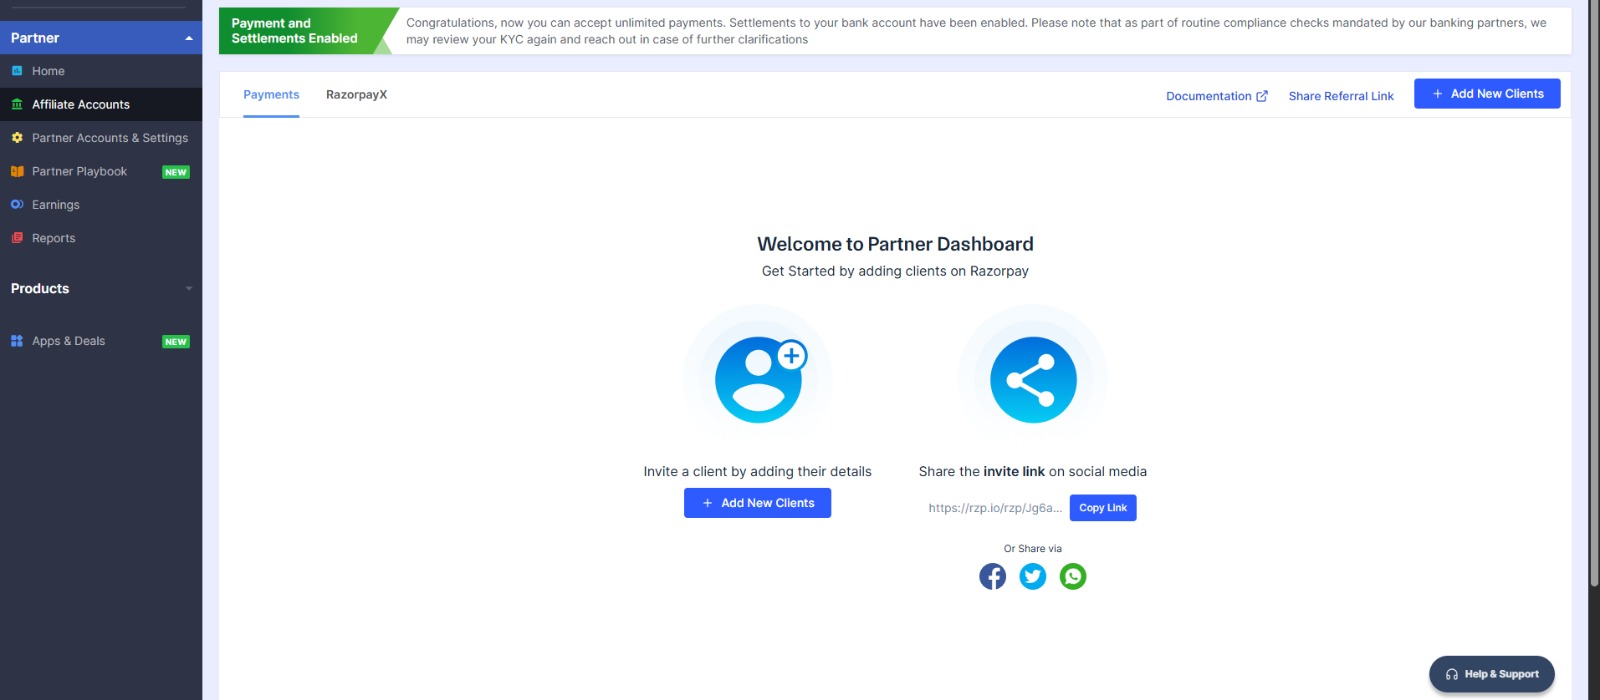 Partner
Home
Affiliate Accounts
Partner Accounts & Settings
Partner Playbook NEW
Earnings
Reports
Products
Apps & Deals NEW
Payment and
Settlements Enabled
Congratulations, now you can accept unlimited payments. Settlements to your bank account have been enabled. Please note that as part of routine compliance checks mandated by our banking partners, we
may review your KYC again and reach out in case of further clarifications
Payments RazorpayX Documentation Share Referral Link + Add New Clients
Welcome to Partner Dashboard
Get Started by adding clients on Razorpay
Invite a client by adding their details
+ Add New Clients
Share the invite link on social media
https://rzp.io/rzp/Jg6a... Copy Link
Or Share via
Help & Support